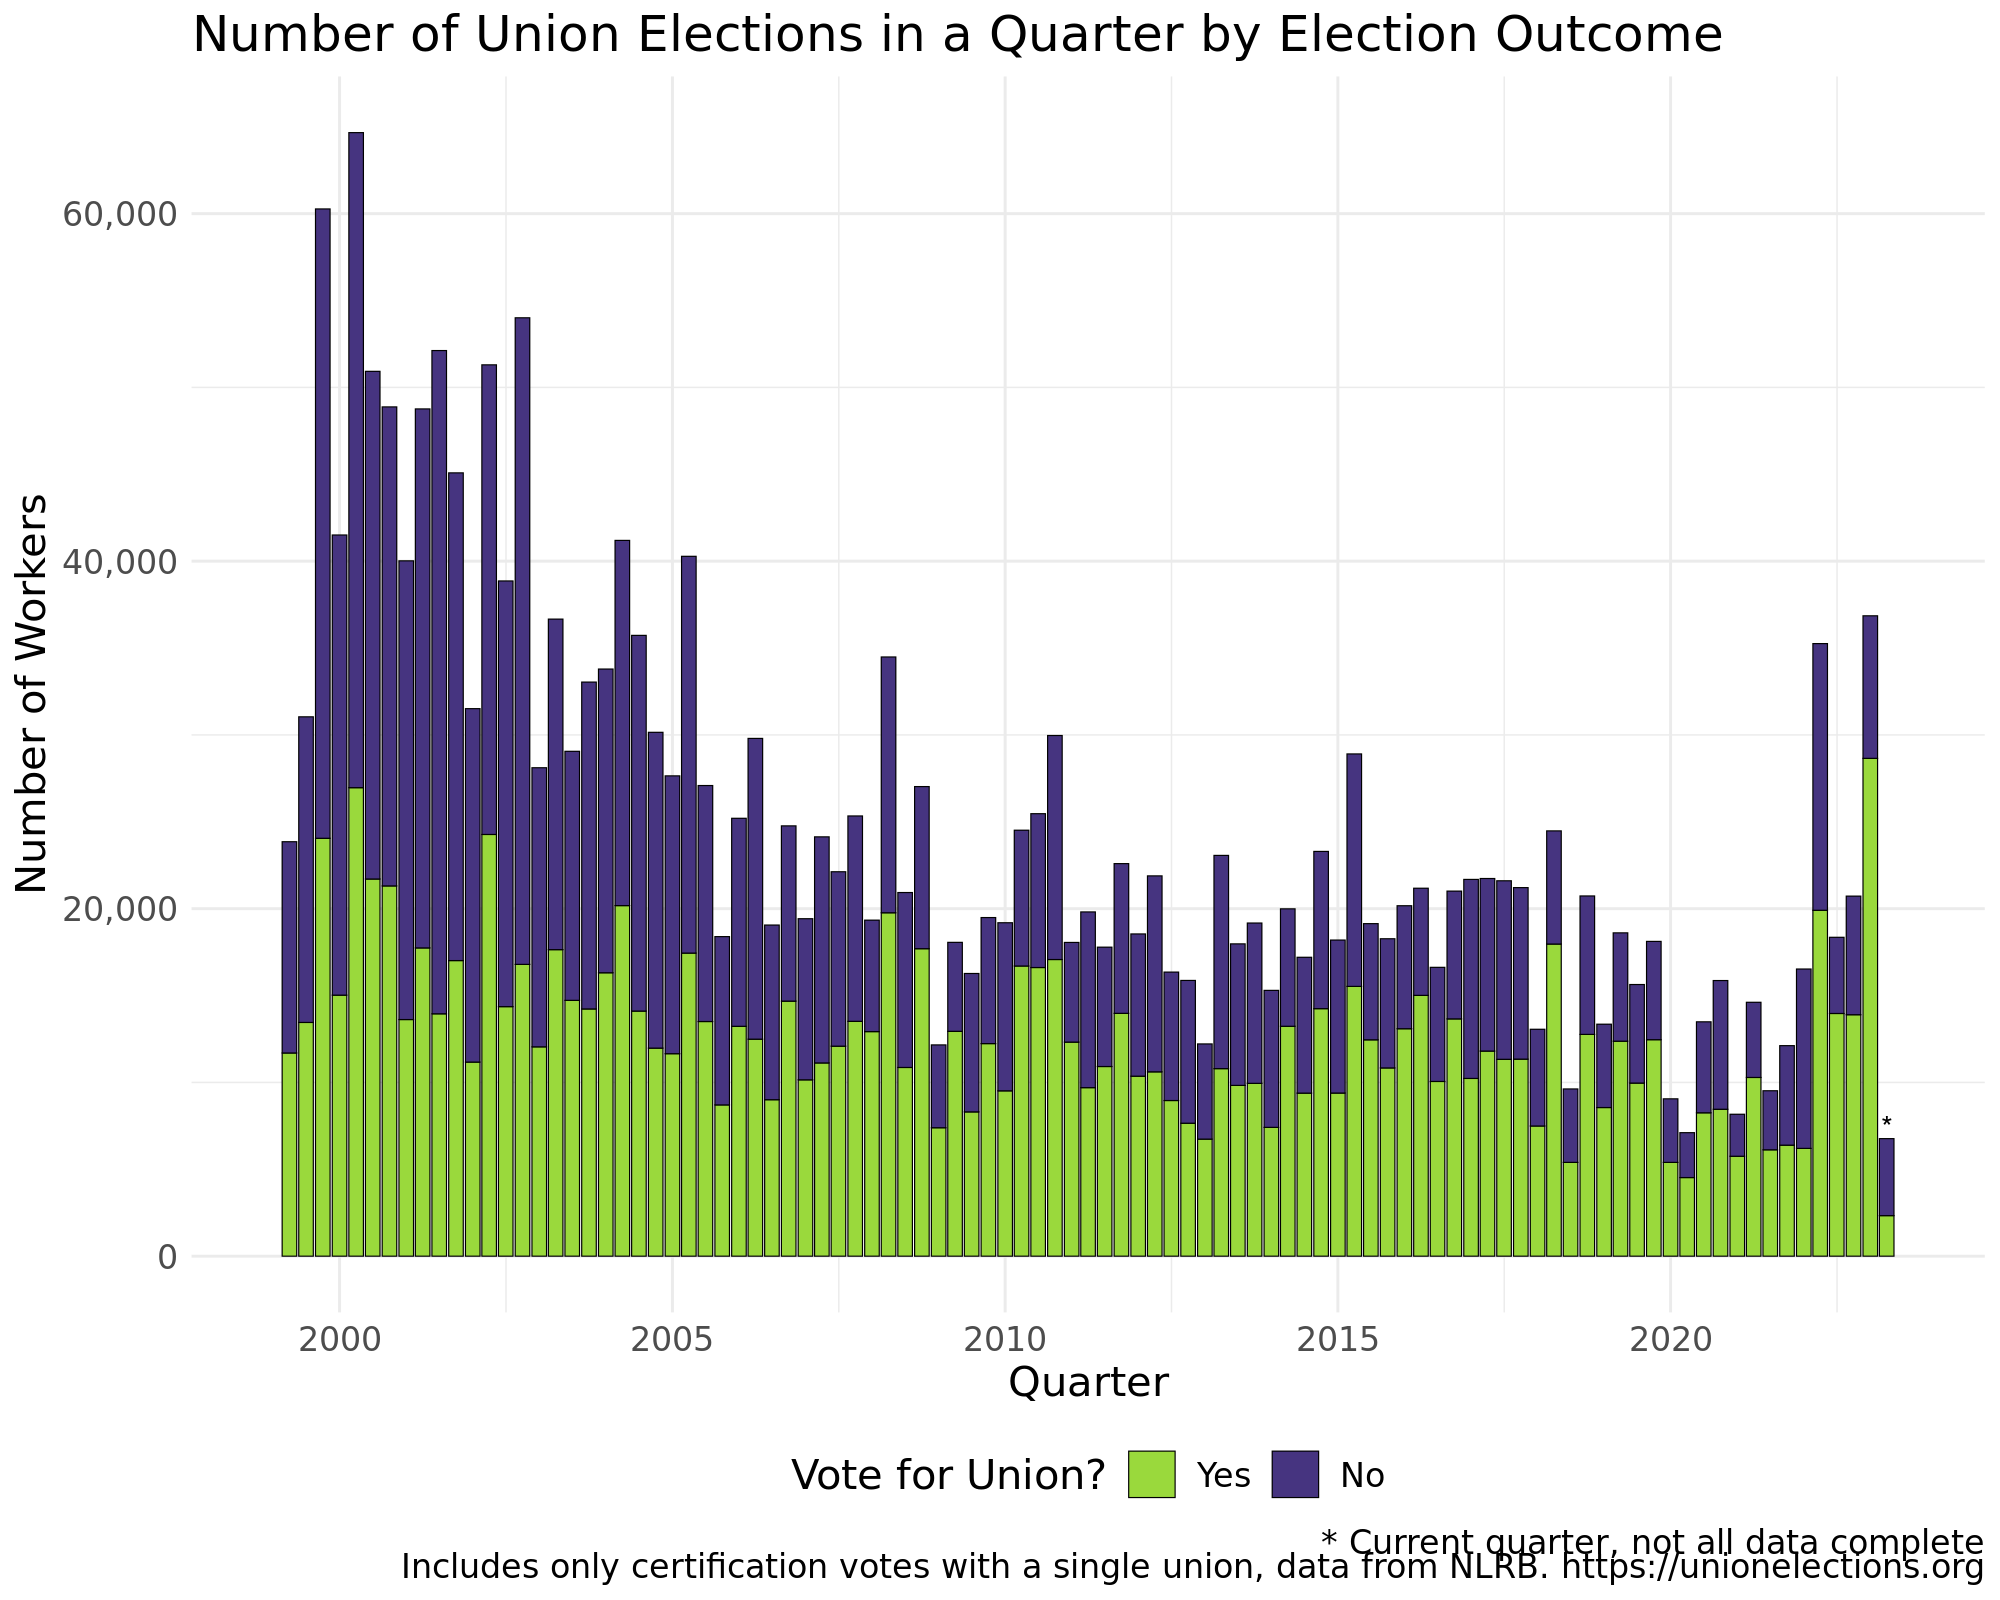 Number of Union Elections in a Quarter by Election Outcome
Number of Workers
60,000
40,000
20,000
0
*
2000 2005 2010 2015 2020
Quarter
Vote for Union? Yes No
* Current quarter, not all data complete
Includes only certification votes with a single union, data from NLRB. https://unionelections.org